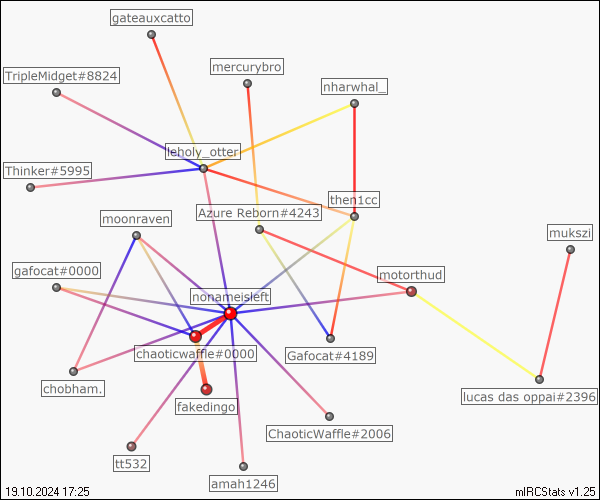 gateauxcatto
mercurybro
TripleMidget#8824
nharwhal_
leholy_otter
Thinker#5995
then1cc
Azure Reborn#4243
moonraven
mukszi
gafocat#0000
motorthud
nonameisleft
chaoticwaffle#0000
Gafocat#4189
chobham.
lucas das oppai#2396
fakedingo
ChaoticWaffle#2006
tt532
amah1246
19.10.2024 17:25
mIRCStats v1.25